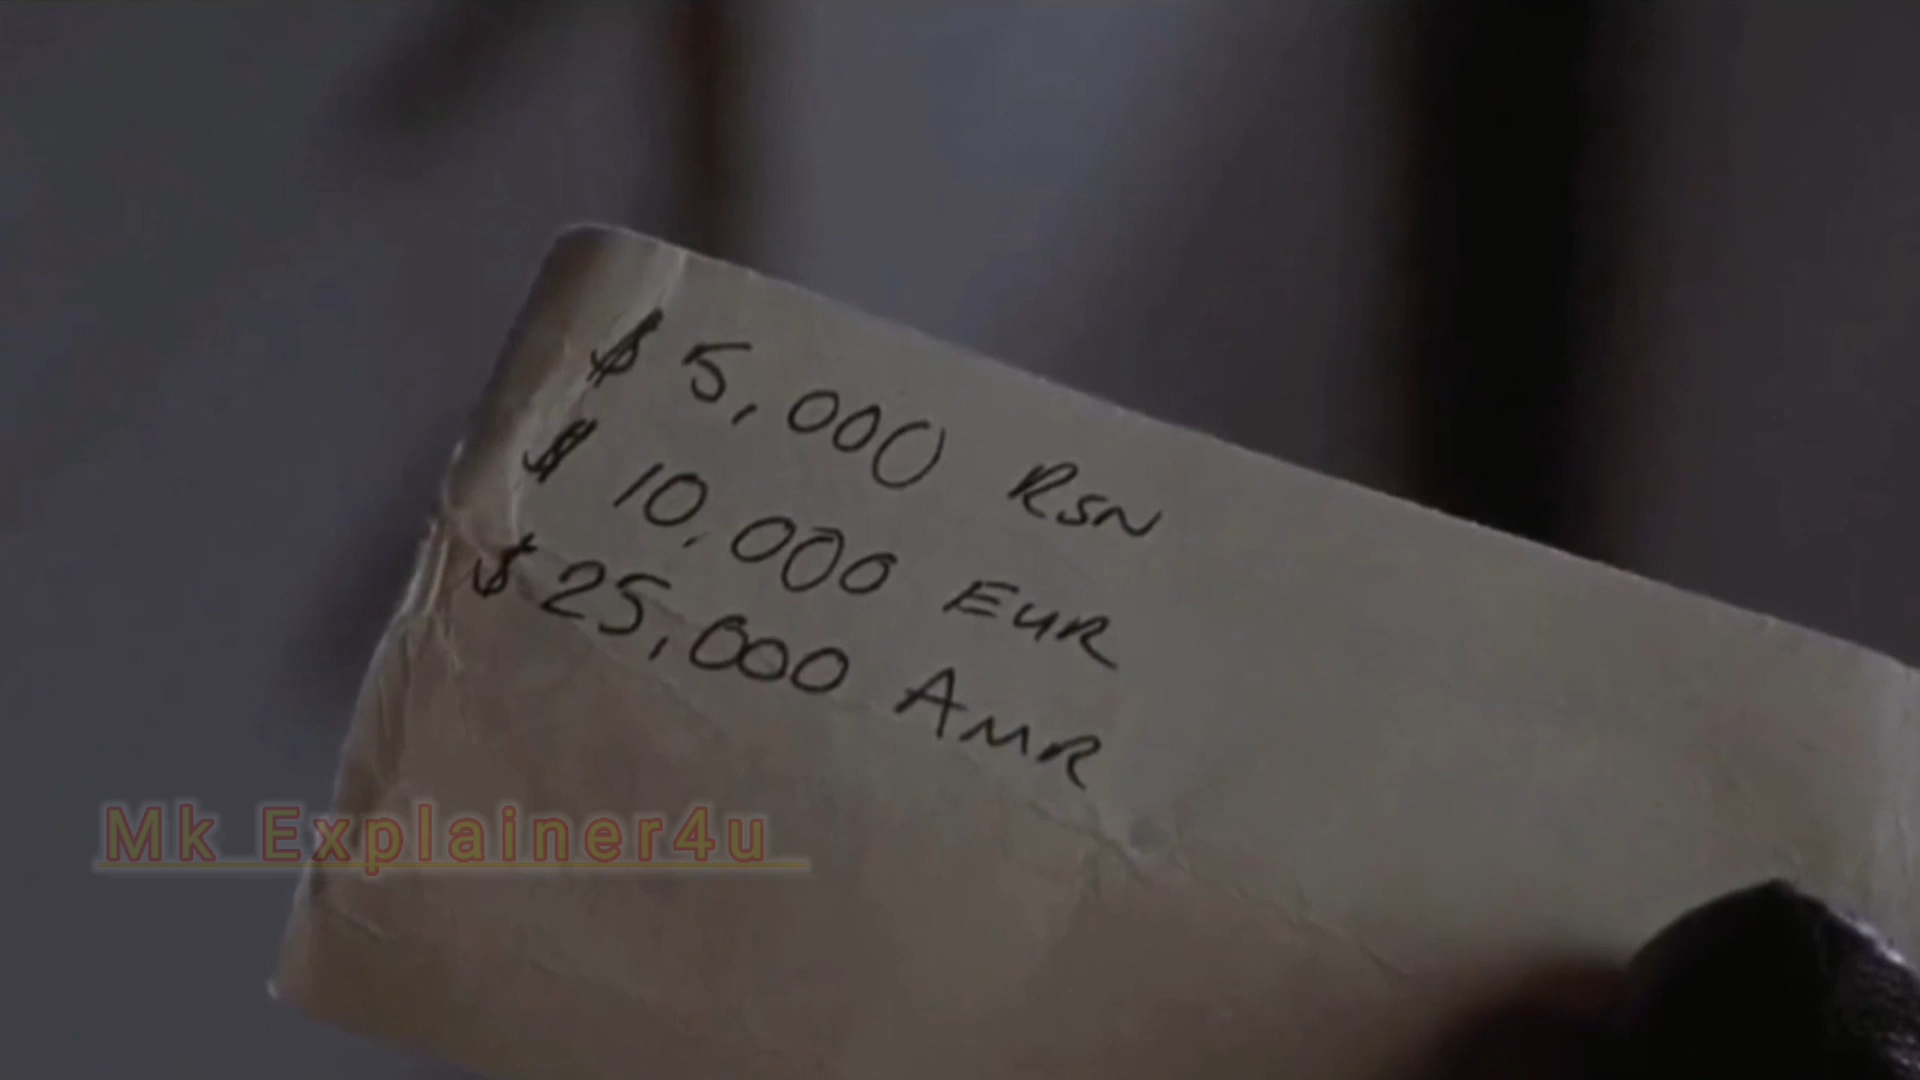 $ 5,000 RSN
$ 10,000 EUR
$ 25,000 AMR
Mk Explainer4u